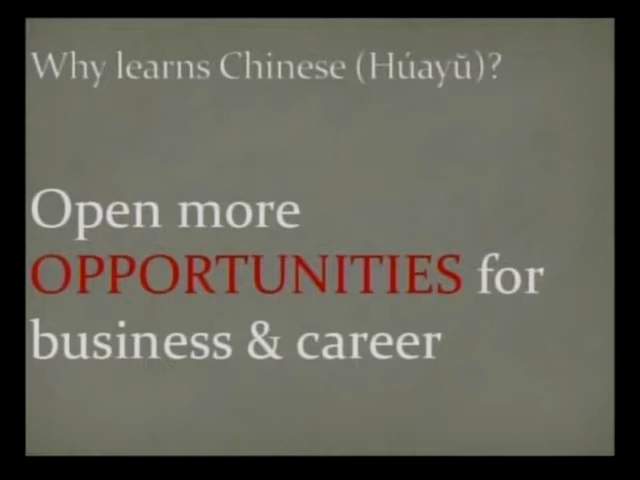 Why learns Chinese (Húayŭ)?
Open more
OPPORTUNITIES for
business & career